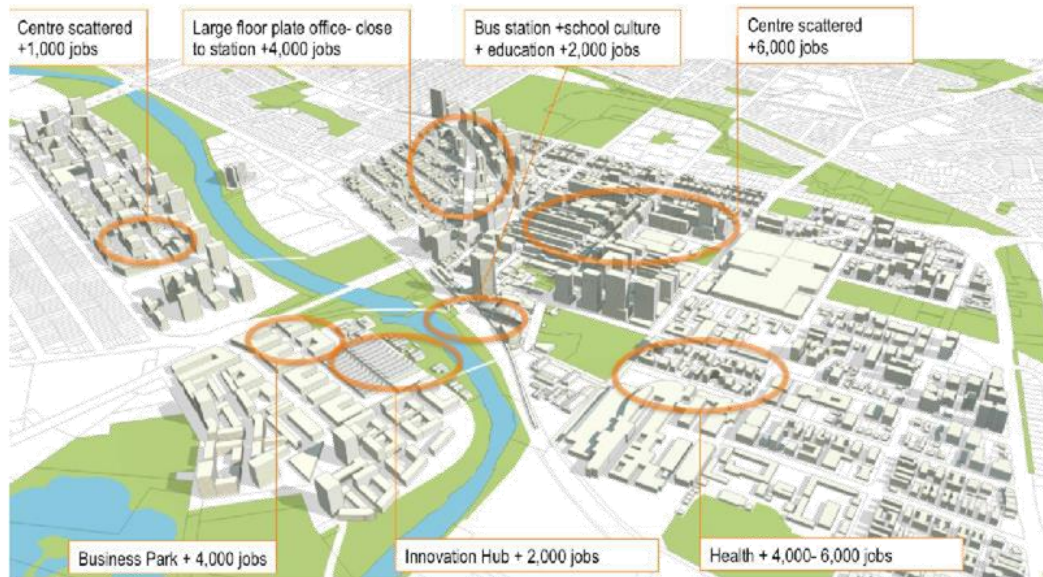 Centre scattered
+1,000 jobs
Large floor plate office- close
to station +4,000 jobs
Bus station +school culture
+ education +2,000 jobs
Centre scattered
+6,000 jobs
Business Park + 4,000 jobs
Innovation Hub + 2,000 jobs
Health + 4,000- 6,000 jobs